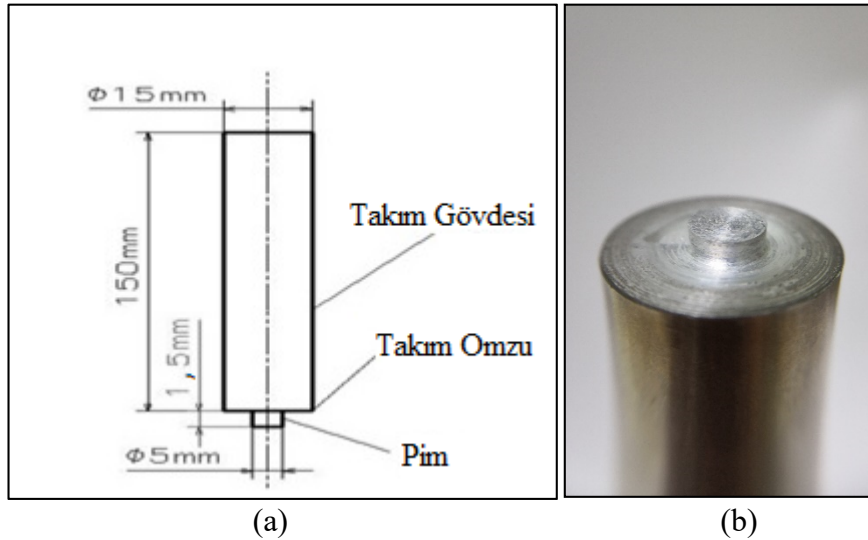 Φ15mm
Takım Gövdesi
150mm
Takım Omzu
1,5mm
Pim
Φ5mm
(a) (b)